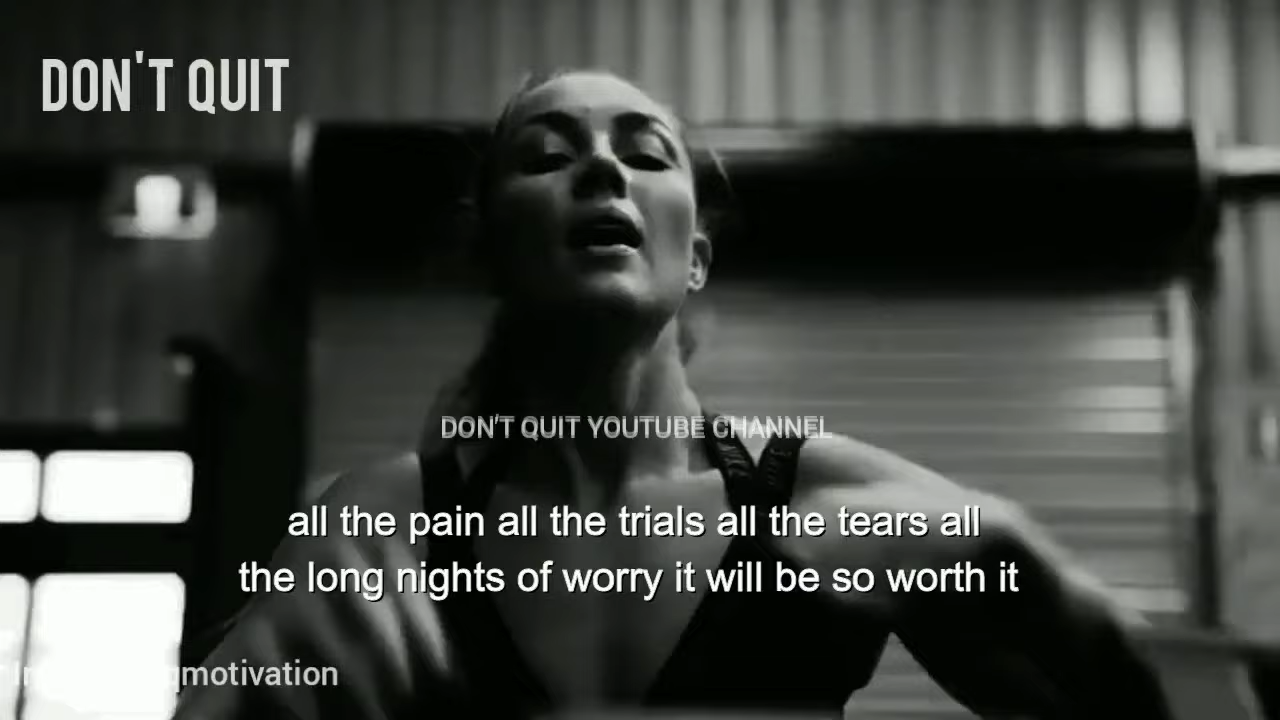 DON'T QUIT
DON'T QUIT YOUTUBE CHANNEL
all the pain all the trials all the tears all
the long nights of worry it will be so worth it